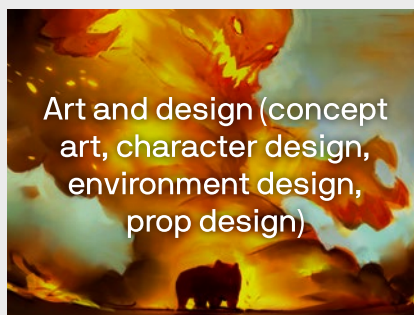 Art and design (concept
art, character design,
environment design,
prop design)